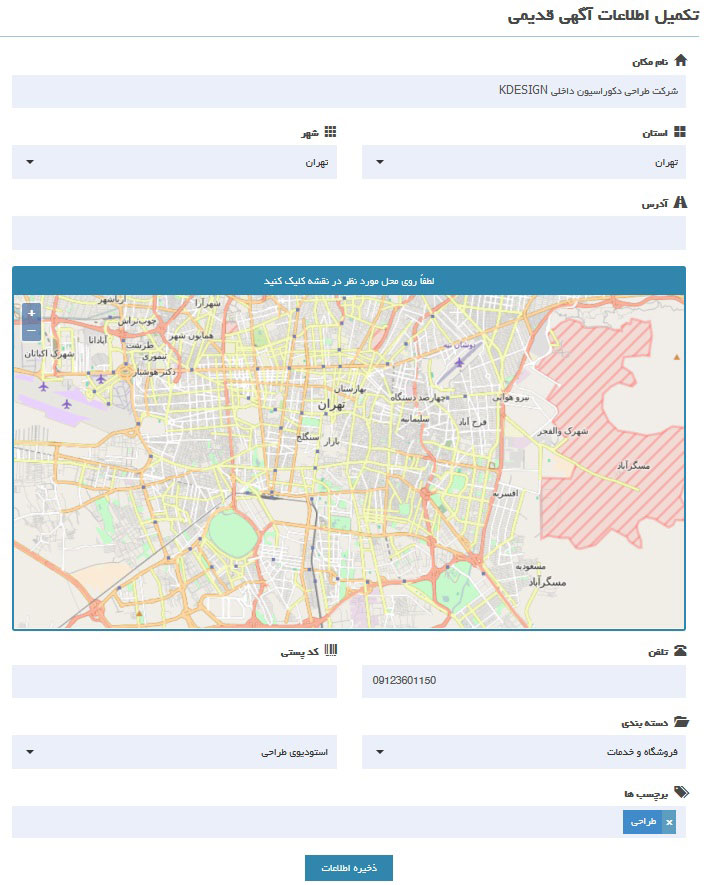 تکمیل اطلاعات آگهی قدیمی
نام مکان
شرکت طراحی دکوراسیون داخلی KDESIGN
استان
شهر
تهران
تهران
آدرس
لطفاً روی محل مورد نظر در نقشه کلیک کنید
+
−
آریاشهر
شهرآرا
چوب‌تراش
همایون شهر
آپادانا
طرشت
تیموری
شهرک اکباتان
دکتر هوشیار
دوشان تپه
بهارستان
تهران
چهارصد دستگاه
نیرو هوایی
سلیمانیه
فرح آباد
شهرک والفجر
سنگلج
بازار
مسگرآباد
افسریه
مسعودیه
مسگرآباد
تلفن
کد پستی
09123601150
دسته بندی
فروشگاه و خدمات
استودیوی طراحی
برچسب ها
× طراحی
ذخیره اطلاعات